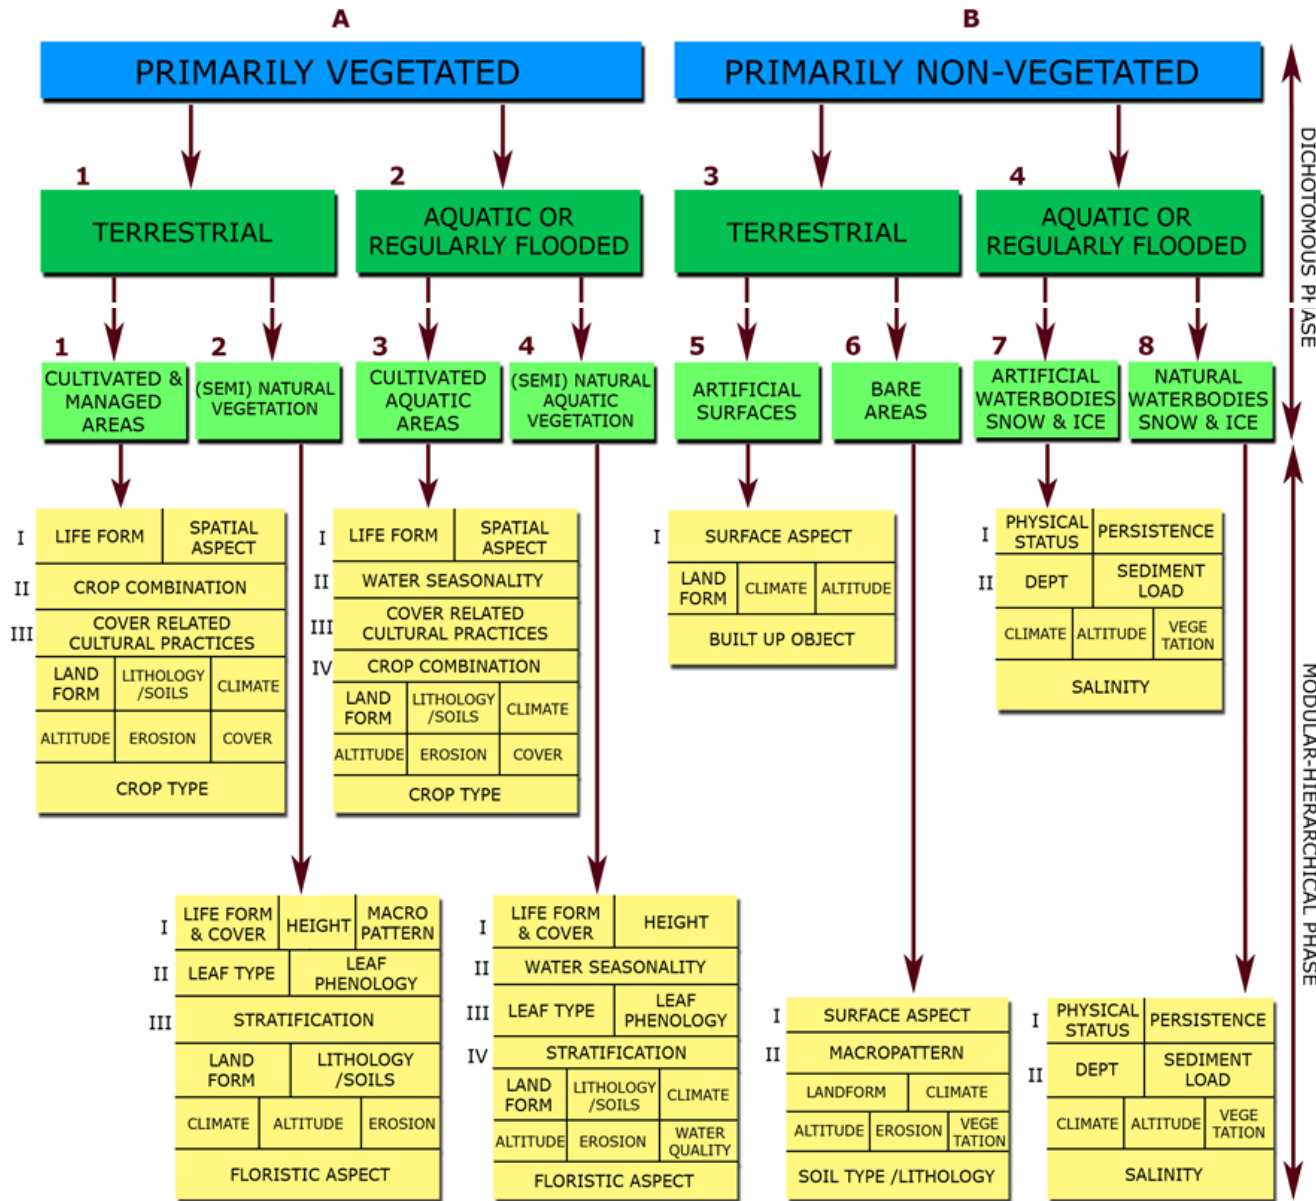 A
B
PRIMARILY VEGETATED
PRIMARILY NON-VEGETATED
DICHOTOMOUS PHASE
1
2
3
4
TERRESTRIAL
AQUATIC OR
REGULARLY FLOODED
TERRESTRIAL
AQUATIC OR
REGULARLY FLOODED
1
CULTIVATED &
MANAGED
AREAS
2
(SEMI) NATURAL
VEGETATION
3
CULTIVATED
AQUATIC
AREAS
4
(SEMI) NATURAL
AQUATIC
VEGETATION
5
ARTIFICIAL
SURFACES
6
BARE
AREAS
7
ARTIFICIAL
WATERBODIES
SNOW & ICE
8
NATURAL
WATERBODIES
SNOW & ICE
MODULAR-HIERARCHICAL PHASE
I
LIFE FORM
SPATIAL
ASPECT
II
CROP COMBINATION
III
COVER RELATED
CULTURAL PRACTICES
LAND
FORM
LITHOLOGY
/SOILS
CLIMATE
ALTITUDE
EROSION
COVER
CROP TYPE
I
LIFE FORM
SPATIAL
ASPECT
II
WATER SEASONALITY
III
COVER RELATED
CULTURAL PRACTICES
IV
CROP COMBINATION
LAND
FORM
LITHOLOGY
/SOILS
CLIMATE
ALTITUDE
EROSION
COVER
CROP TYPE
I
SURFACE ASPECT
LAND
FORM
CLIMATE
ALTITUDE
BUILT UP OBJECT
I
PHYSICAL
STATUS
PERSISTENCE
II
DEPT
SEDIMENT
LOAD
CLIMATE
ALTITUDE
VEGE
TATION
SALINITY
I
LIFE FORM
& COVER
HEIGHT
MACRO
PATTERN
II
LEAF TYPE
LEAF
PHENOLOGY
III
STRATIFICATION
LAND
FORM
LITHOLOGY
/SOILS
CLIMATE
ALTITUDE
EROSION
FLORISTIC ASPECT
I
LIFE FORM
& COVER
HEIGHT
II
WATER SEASONALITY
III
LEAF TYPE
LEAF
PHENOLOGY
IV
STRATIFICATION
LAND
FORM
LITHOLOGY
/SOILS
CLIMATE
ALTITUDE
EROSION
WATER
QUALITY
FLORISTIC ASPECT
I
SURFACE ASPECT
II
MACROPATTERN
LANDFORM
CLIMATE
ALTITUDE
EROSION
VEGE
TATION
SOIL TYPE /LITHOLOGY
I
PHYSICAL
STATUS
PERSISTENCE
II
DEPT
SEDIMENT
LOAD
CLIMATE
ALTITUDE
VEGE
TATION
SALINITY